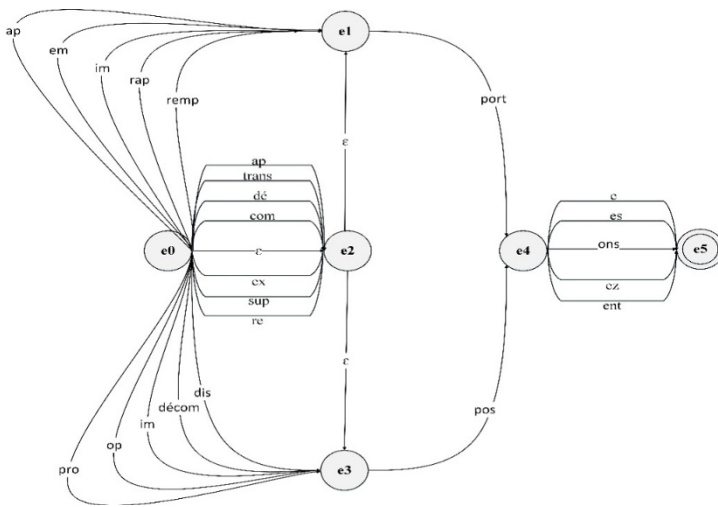 e1
ap
em
im
rap
remp
port
ε
ap
trans
dé
com
e0
ε
e2
ex
sup
re
e4
e
es
ons
ez
ent
e5
ε
dis
décom
im
op
pro
pos
e3